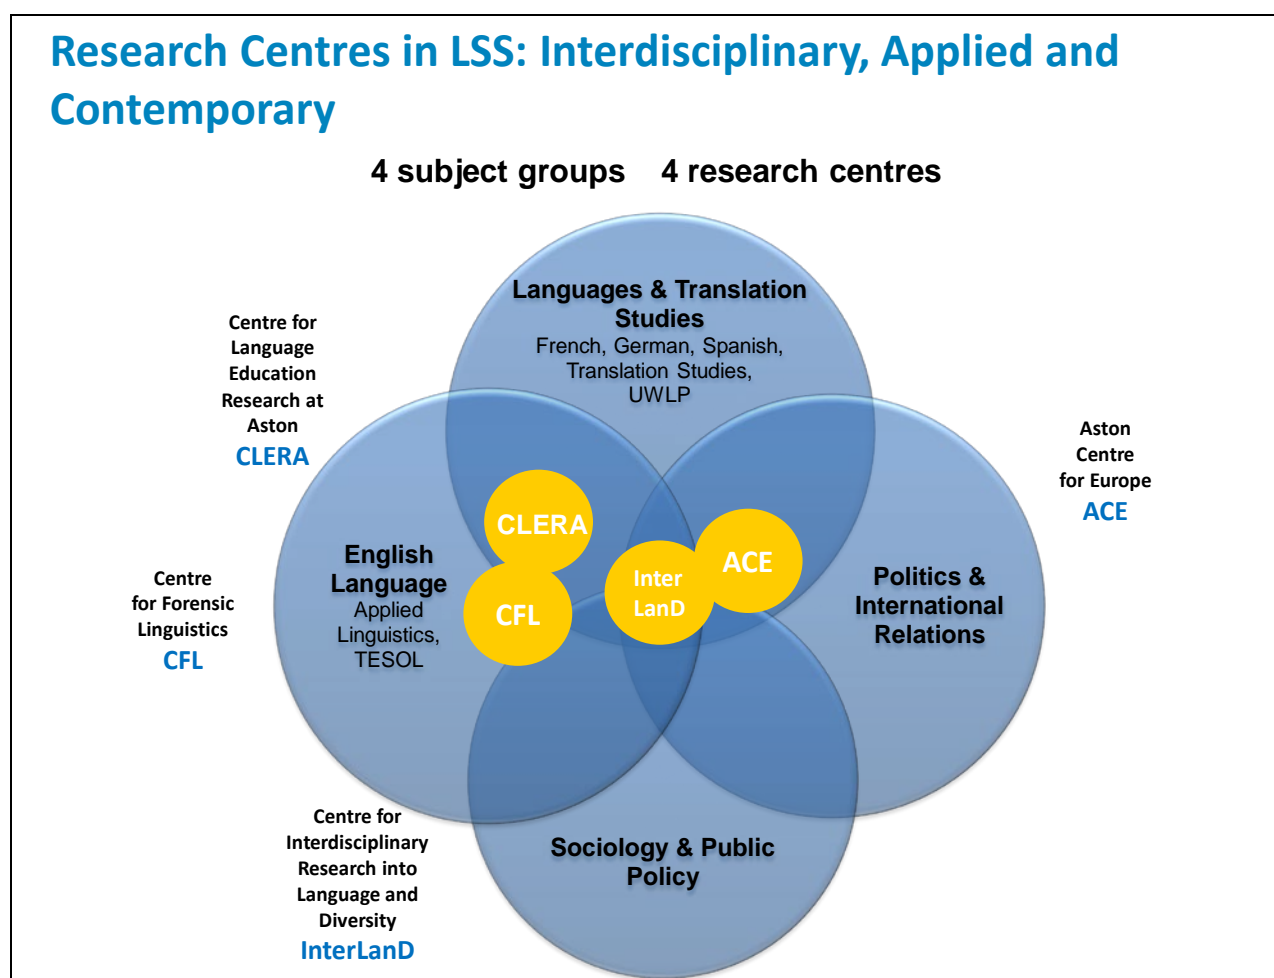 Research Centres in LSS: Interdisciplinary, Applied and
Contemporary
4 subject groups 4 research centres
Languages & Translation
Studies
French, German, Spanish,
Translation Studies,
UWLP
Centre for
Language
Education
Research at
Aston
CLERA
Aston
Centre
for Europe
ACE
CLERA
ACE
English
Language
Applied
Linguistics,
TESOL
CFL
Inter
LanD
Politics &
International
Relations
Centre
for Forensic
Linguistics
CFL
Sociology & Public
Policy
Centre for
Interdisciplinary
Research into
Language and
Diversity
InterLanD